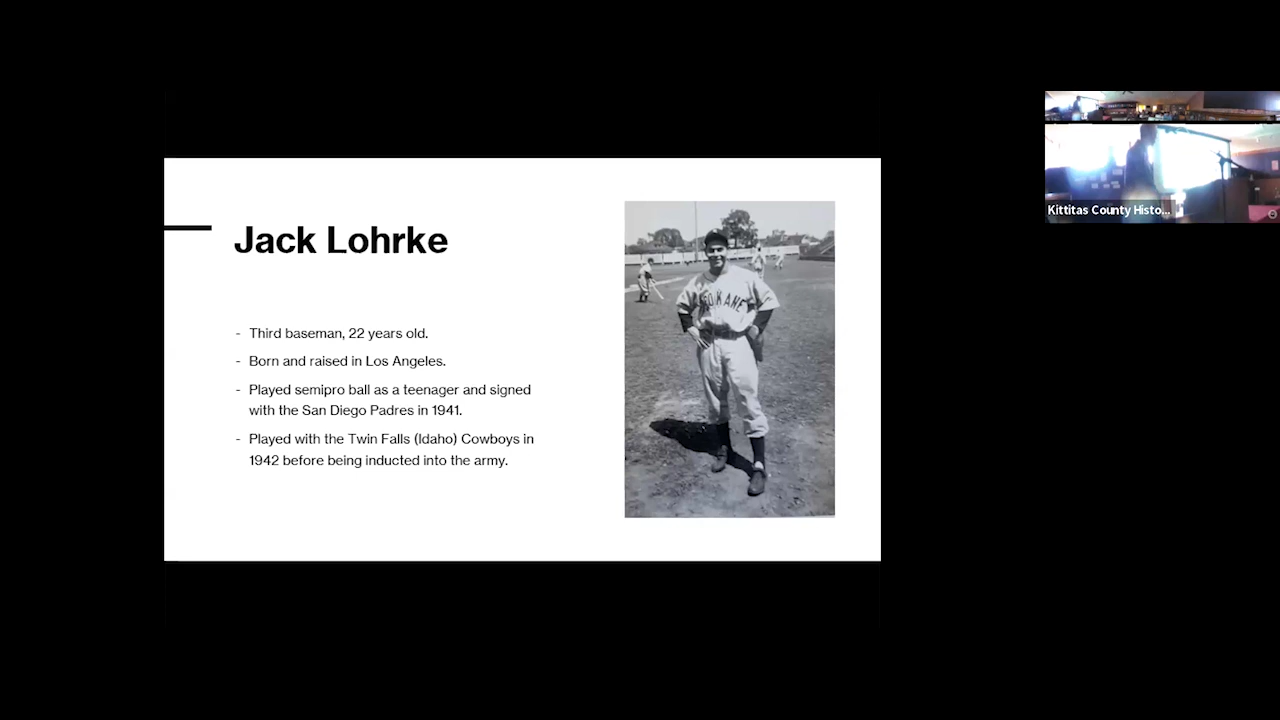 Jack Lohrke
- Third baseman, 22 years old.
- Born and raised in Los Angeles.
- Played semipro ball as a teenager and signed
with the San Diego Padres in 1941.
- Played with the Twin Falls (Idaho) Cowboys in
1942 before being inducted into the army.
SPOKANE
Kittitas County Histo...